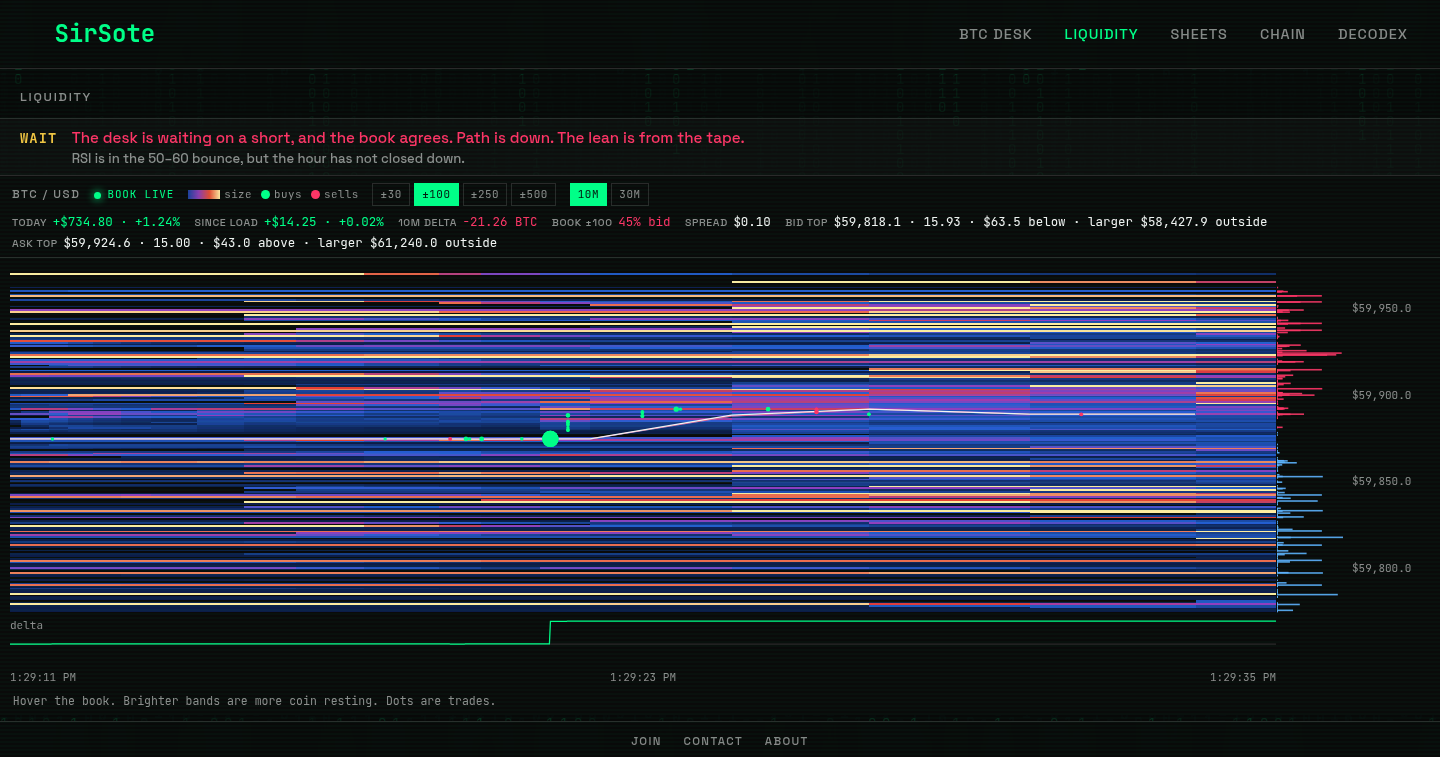 SirSote
BTC DESK LIQUIDITY SHEETS CHAIN DECODEX
LIQUIDITY
WAIT The desk is waiting on a short, and the book agrees. Path is down. The lean is from the tape.
RSI is in the 50–60 bounce, but the hour has not closed down.
BTC / USD BOOK LIVE size buys sells ±30 ±100 ±250 ±500 10M 30M
TODAY +$734.80 · +1.24% SINCE LOAD +$14.25 · +0.02% 10M DELTA -21.26 BTC BOOK ±100 45% bid SPREAD $0.10 BID TOP $59,818.1 · 15.93 · $63.5 below · larger $58,427.9 outside
ASK TOP $59,924.6 · 15.00 · $43.0 above · larger $61,240.0 outside
$59,950.0
$59,900.0
$59,850.0
$59,800.0
delta
1:29:11 PM 1:29:23 PM 1:29:35 PM
Hover the book. Brighter bands are more coin resting. Dots are trades.
JOIN CONTACT ABOUT